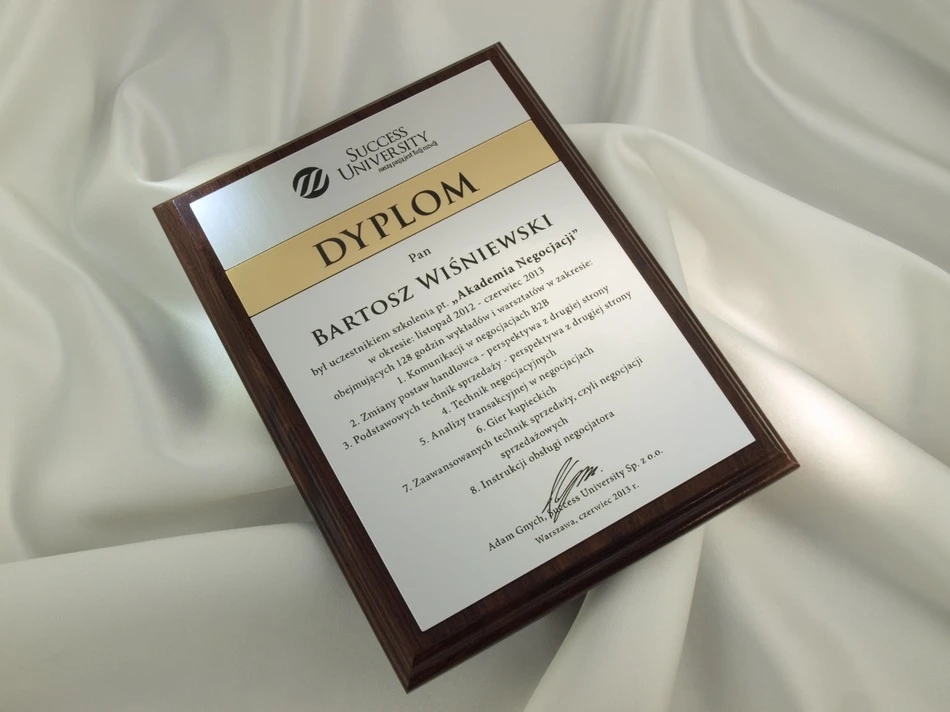 SUCCESS
UNIVERSITY
DYPLOM
Pan
BARTOSZ WIŚNIEWSKI
był uczestnikiem szkolenia pt. „Akademia Negocjacji”
w okresie: listopad 2012 - czerwiec 2013
obejmujących 128 godzin wykładów i warsztatów w zakresie:
1. Komunikacji w negocjacjach B2B
2. Zmiany postaw handlowca - perspektywa z drugiej strony
3. Podstawowych technik sprzedaży - perspektywa z drugiej strony
4. Technik negocjacyjnych
5. Analizy transakcyjnej w negocjacjach
6. Gier kupieckich
7. Zaawansowanych technik sprzedaży, czyli negocjacji
sprzedażowych
8. Instrukcji obsługi negocjatora
Adam Gnych, Success University Sp. z o.o.
Warszawa, czerwiec 2013 r.